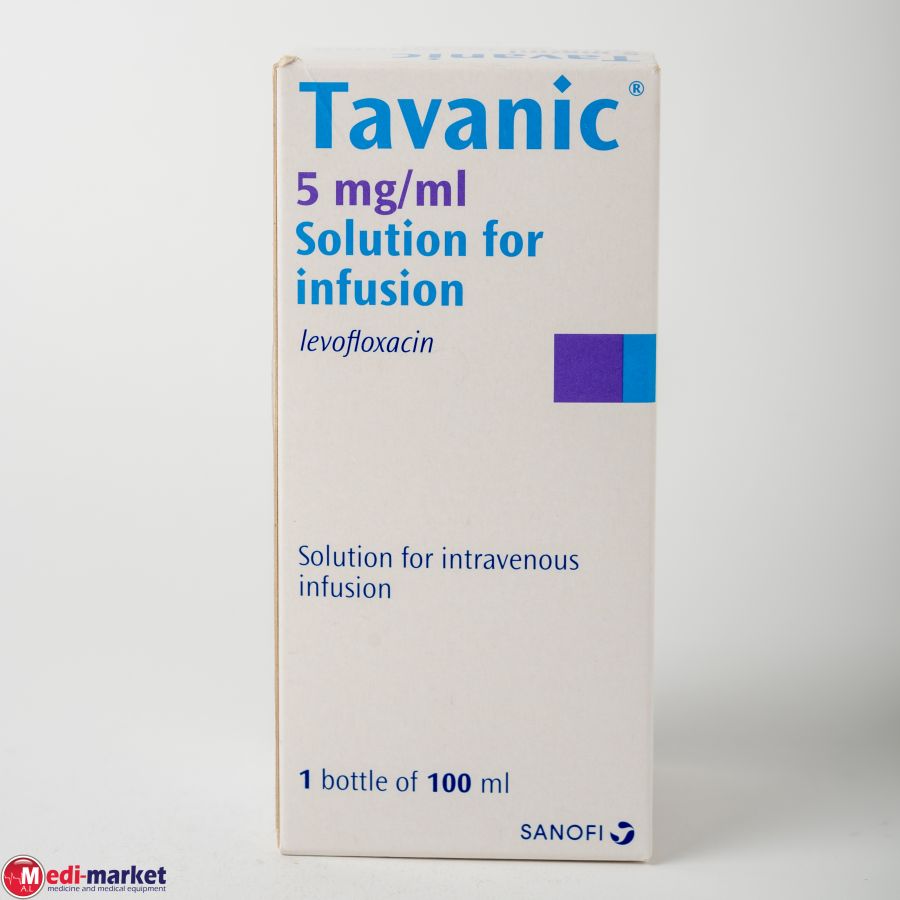 Tavanic
Tavanic®
5 mg/ml
Solution for
infusion
levofloxacin
Solution for intravenous
infusion
1 bottle of 100 ml
SANOFI
Medi-market
A.L
medicine and medical equipment